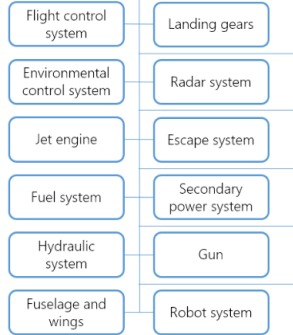 Flight control
system
Landing gears
Environmental
control system
Radar system
Jet engine
Escape system
Fuel system
Secondary
power system
Hydraulic
system
Gun
Fuselage and
wings
Robot system